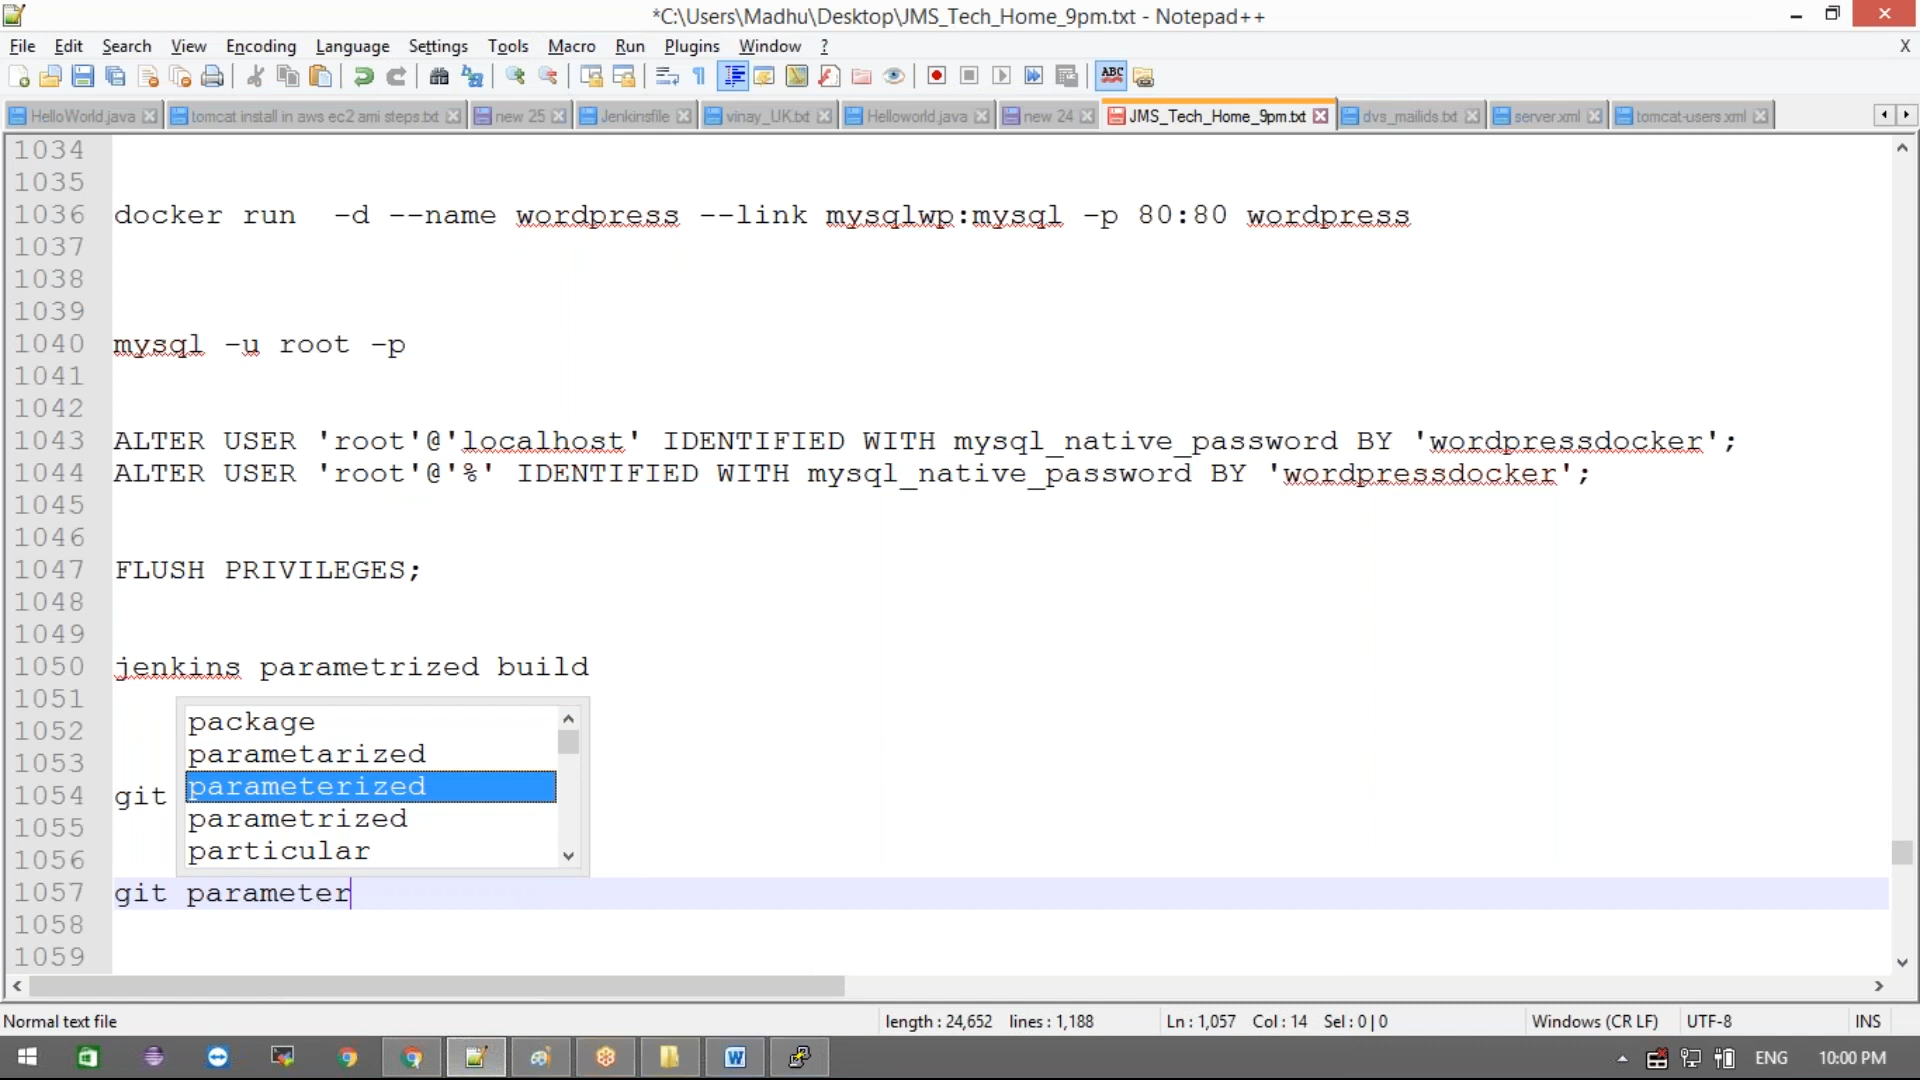 *C:\Users\Madhu\Desktop\JMS_Tech_Home_9pm.txt - Notepad++
File Edit Search View Encoding Language Settings Tools Macro Run Plugins Window ? X
ABC
HelloWorld.java tomcat install in aws ec2 ami steps.txt new 25 Jenkinsfile vinay_UK.txt Helloworld.java new 24 JMS_Tech_Home_9pm.txt dvs_mailids.txt server.xml tomcat-users.xml
1034
1035
1036 docker run  -d --name wordpress --link mysqlwp:mysql -p 80:80 wordpress
1037
1038
1039
1040 mysql -u root -p
1041
1042
1043 ALTER USER 'root'@'localhost' IDENTIFIED WITH mysql_native_password BY 'wordpressdocker';
1044 ALTER USER 'root'@'%' IDENTIFIED WITH mysql_native_password BY 'wordpressdocker';
1045
1046
1047 FLUSH PRIVILEGES;
1048
1049
1050 jenkins parametrized build
1051
1052 package
1053 parametarized
1054 git parameterized
1055 parametrized
1056 particular
1057 git parameter
1058
1059
Normal text file length : 24,652 lines : 1,188 Ln : 1,057 Col : 14 Sel : 0 | 0 Windows (CR LF) UTF-8 INS
ENG 10:00 PM